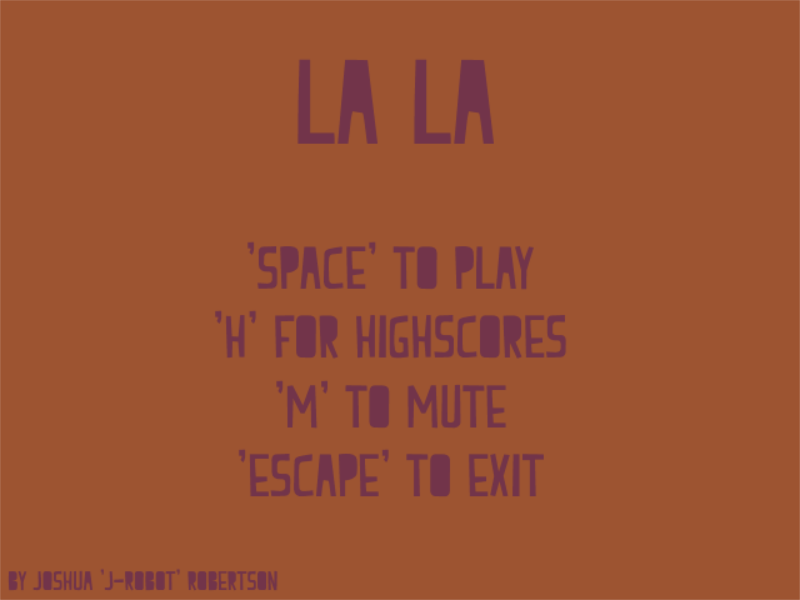 LA LA
'SPACE' TO PLAY
'H' FOR HIGHSCORES
'M' TO MUTE
'ESCAPE' TO EXIT
BY JOSHUA 'J-ROBOT' ROBERTSON